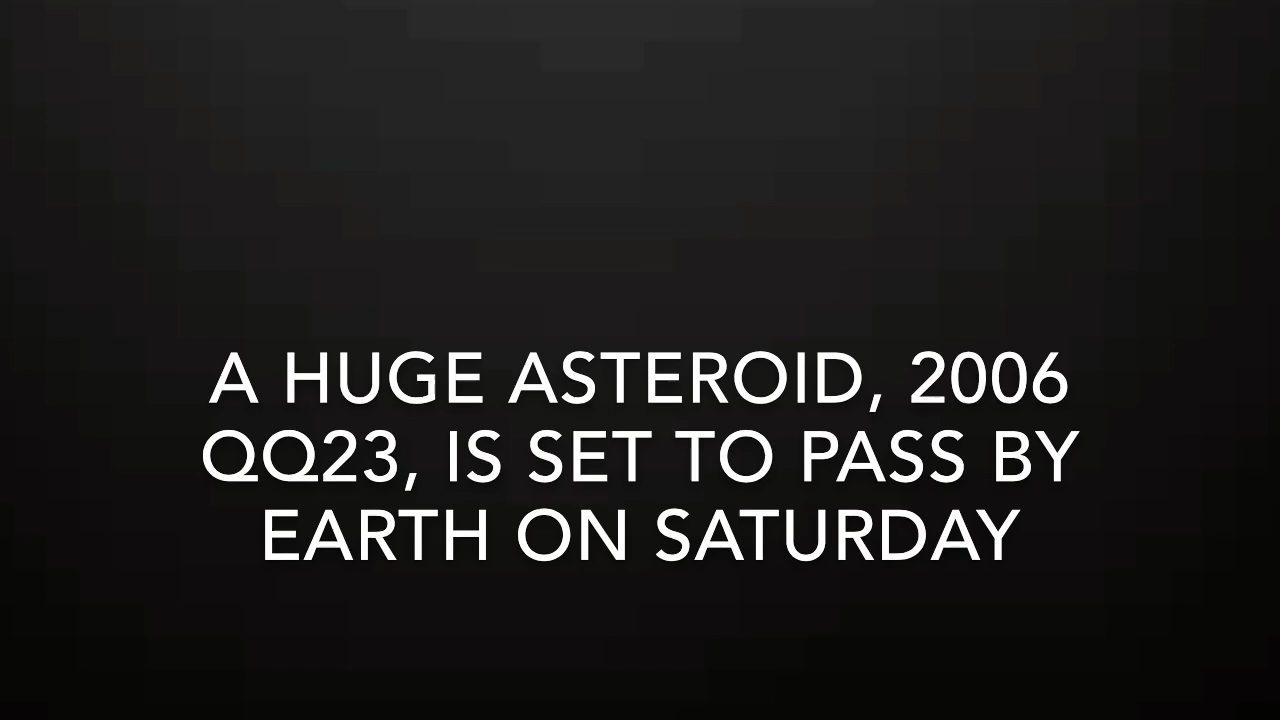 A HUGE ASTEROID, 2006
QQ23, IS SET TO PASS BY
EARTH ON SATURDAY